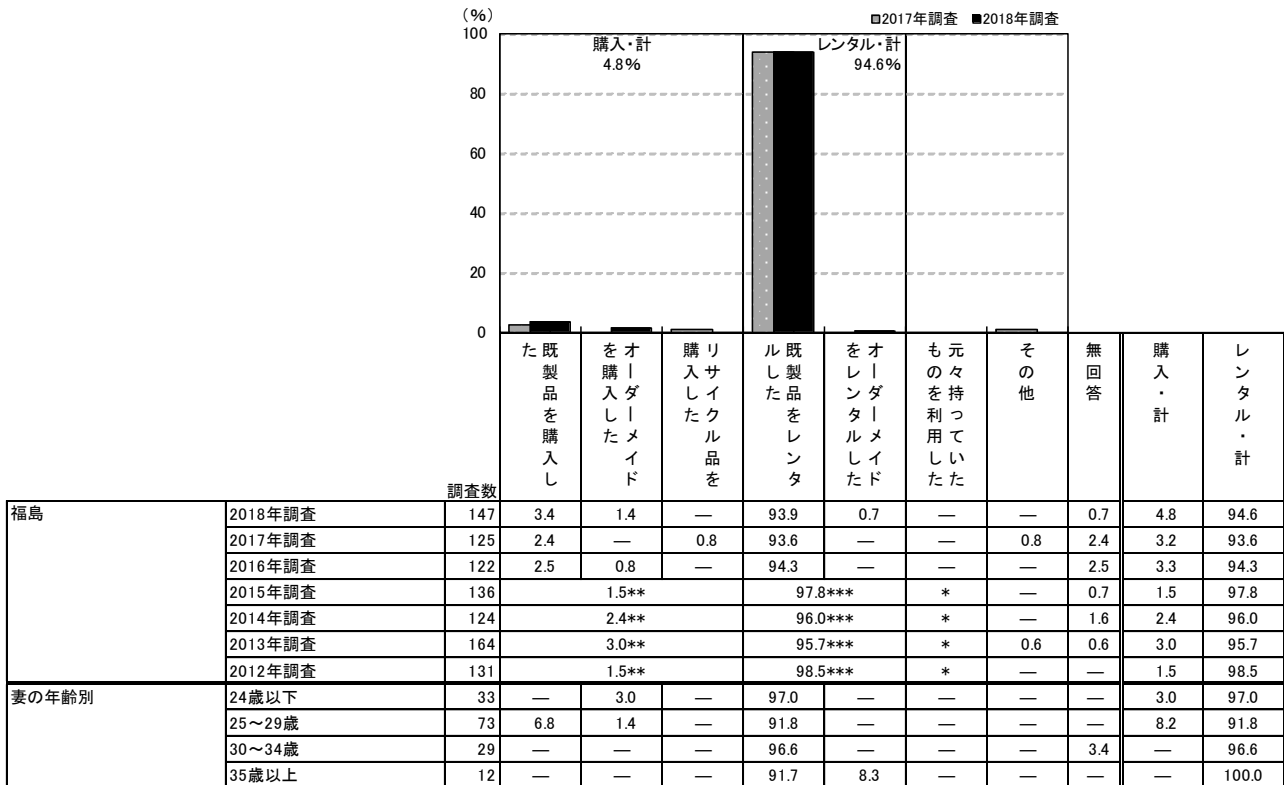 （％）
■2017年調査 ■2018年調査
100
80
60
40
20
0
購入・計
4.8%
レンタル・計
94.6%
調査数
既製品を購入した
オーダーメイドを購入した
リサイクル品を購入した
既製品をレンタルした
オーダーメイドをレンタルした
元々持っていたものを利用した
その他
無回答
購入・計
レンタル・計
福島 2018年調査 147 3.4 1.4 — 93.9 0.7 — — 0.7 4.8 94.6
2017年調査 125 2.4 — 0.8 93.6 — — 0.8 2.4 3.2 93.6
2016年調査 122 2.5 0.8 — 94.3 — — — 2.5 3.3 94.3
2015年調査 136 1.5** 97.8*** * — 0.7 1.5 97.8
2014年調査 124 2.4** 96.0*** * — 1.6 2.4 96.0
2013年調査 164 3.0** 95.7*** * 0.6 0.6 3.0 95.7
2012年調査 131 1.5** 98.5*** * — — 1.5 98.5
妻の年齢別 24歳以下 33 — 3.0 — 97.0 — — — — 3.0 97.0
25～29歳 73 6.8 1.4 — 91.8 — — — — 8.2 91.8
30～34歳 29 — — — 96.6 — — — 3.4 — 96.6
35歳以上 12 — — — 91.7 8.3 — — — — 100.0